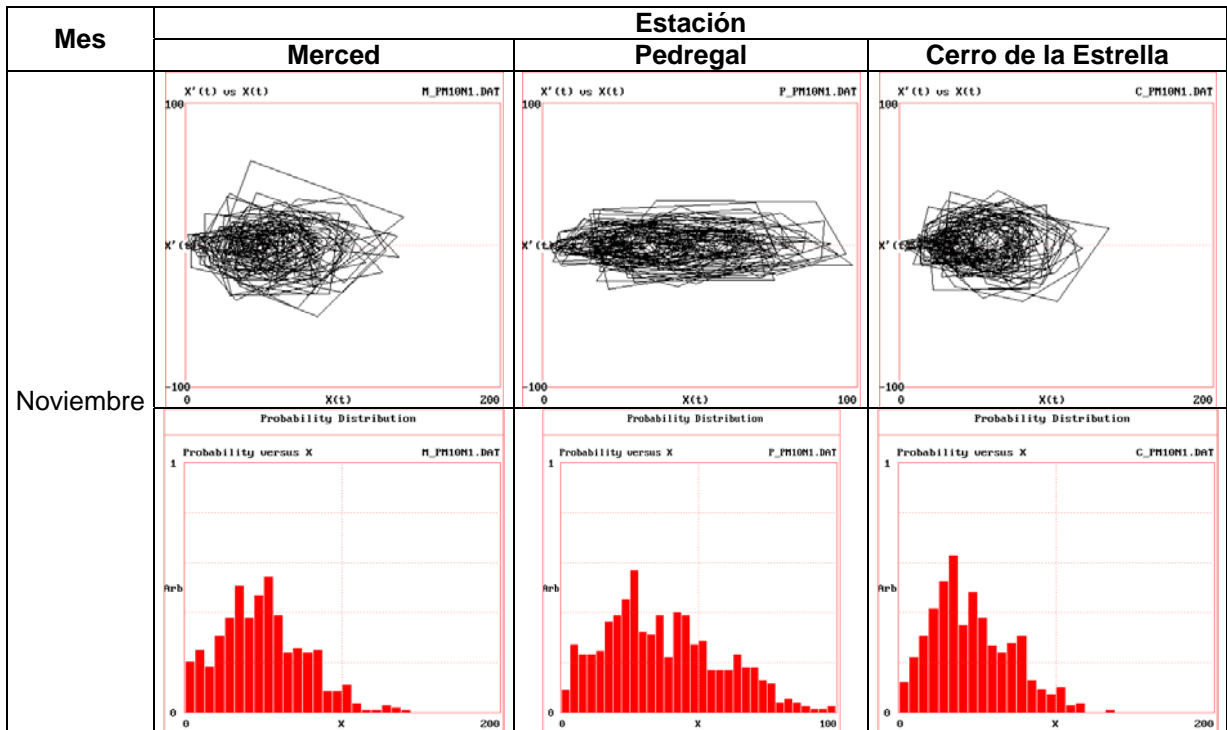 Mes
Estación
Merced
Pedregal
Cerro de la Estrella
Noviembre
X'(t) vs X(t) M_PM10N1.DAT
100
X'(t)
-100
0 X(t) 200
X'(t) vs X(t) P_PM10N1.DAT
100
X'(t)
-100
0 X(t) 100
X'(t) vs X(t) C_PM10N1.DAT
100
X'(t)
-100
0 X(t) 200
Probability Distribution
Probability versus X M_PM10N1.DAT
1
Arb
0
0 X 200
Probability Distribution
Probability versus X P_PM10N1.DAT
1
Arb
0
0 X 100
Probability Distribution
Probability versus X C_PM10N1.DAT
1
Arb
0
0 X 200